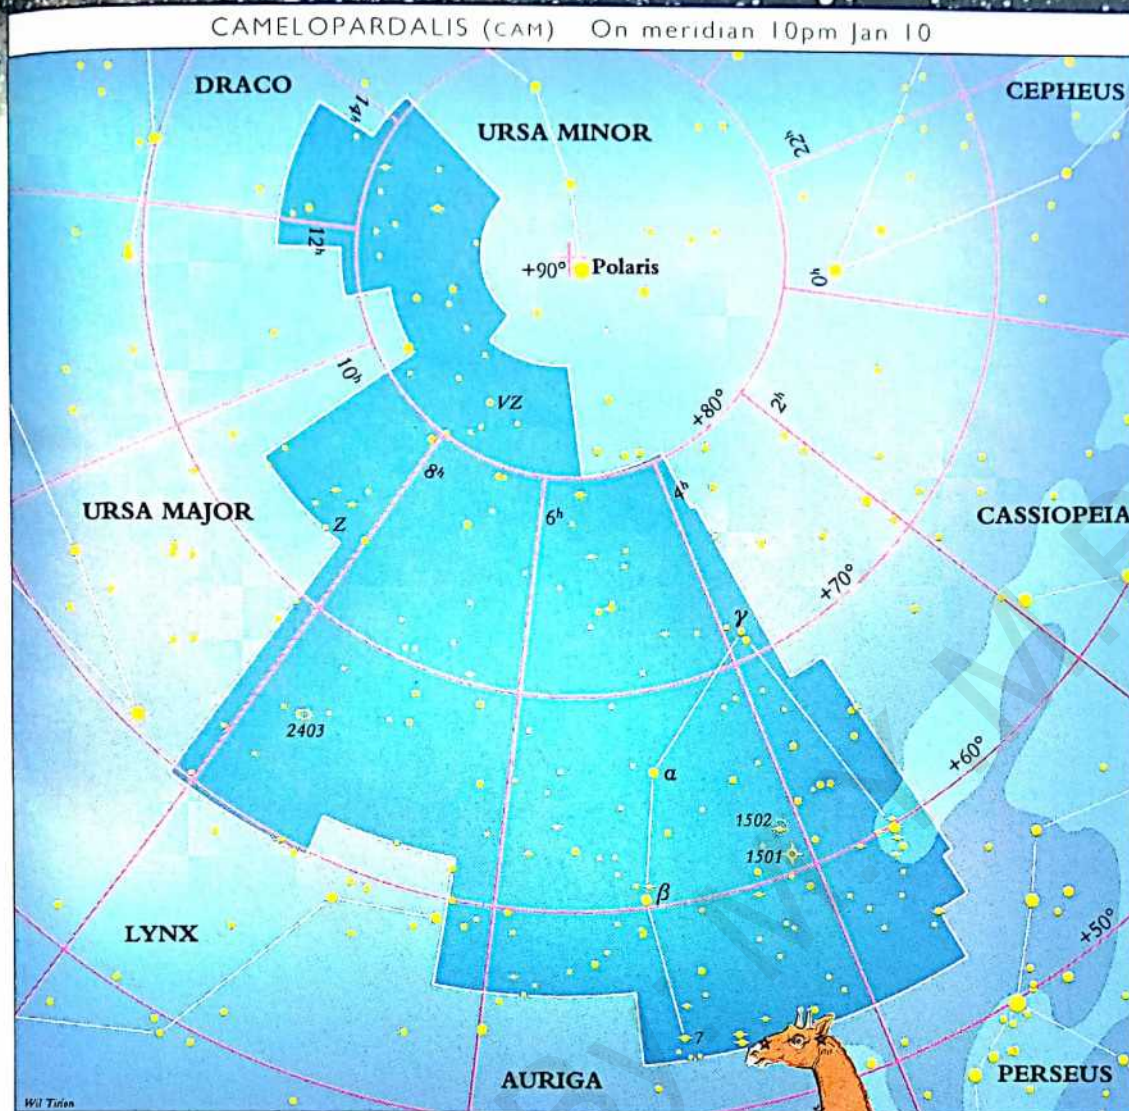 CAMELOPARDALIS (CAM) On meridian 10pm Jan 10
DRACO
14h
URSA MINOR
CEPHEUS
22h
12h
+90° Polaris
0h
10h
VZ
+80°
2h
8h
4h
URSA MAJOR
Z
6h
CASSIOPEIA
+70°
γ
2403
α
+60°
1502
1501
β
LYNX
+50°
7
AURIGA
PERSEUS
Wil Tirion